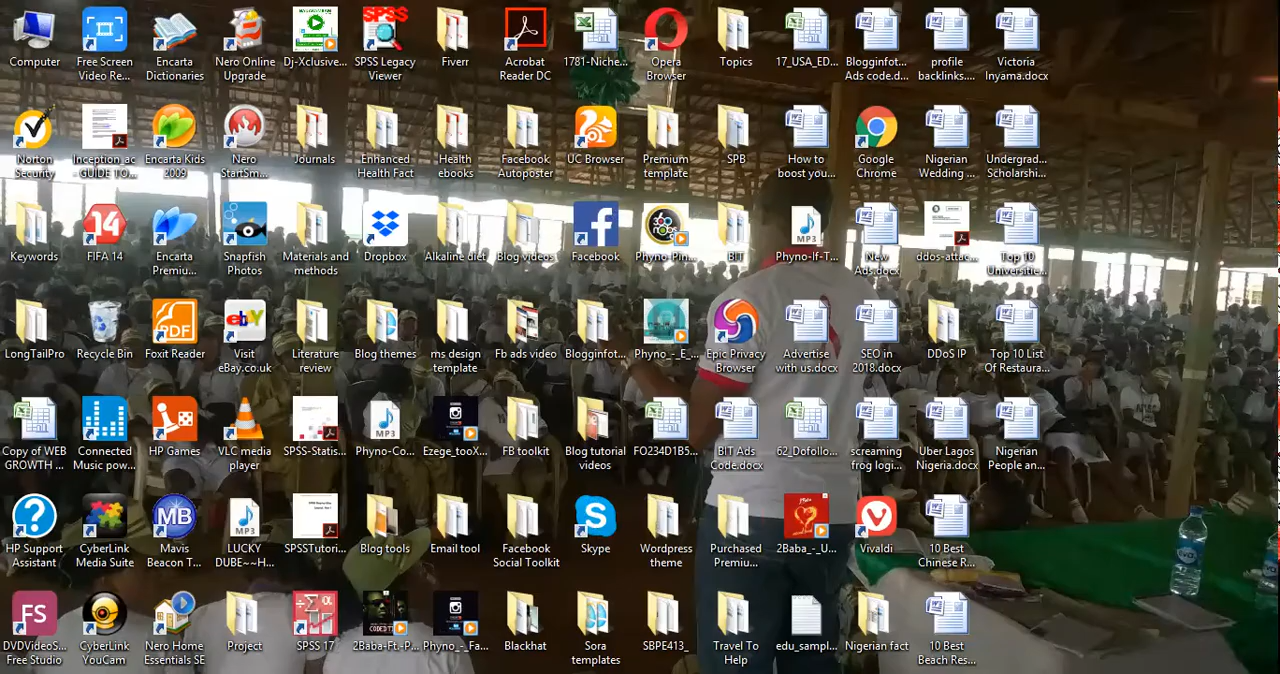 Computer
Free Screen
Video Re...
Encarta
Dictionaries
Nero Online
Upgrade
Dj-Xclusive...
SPSS Legacy
Viewer
Fiverr
Acrobat
Reader DC
1781-Niche...
Opera
Browser
Topics
17_USA_ED...
Blogginfot...
Ads code.d...
profile
backlinks....
Victoria
Inyama.docx
Norton
Security
Inception_ac
GUIDE TO...
Encarta Kids
2009
Nero
StartSm...
Journals
Enhanced
Health Fact
Health
ebooks
Facebook
Autoposter
UC Browser
Premium
template
SPB
How to
boost you...
Google
Chrome
Nigerian
Wedding ...
Undergrad...
Scholarshi...
Keywords
14
FIFA 14
Encarta
Premiu...
Snapfish
Photos
Materials and
methods
Dropbox
Alkaline diet
Blog videos
Facebook
Phyno-Pin...
BIT
MP3
Phyno-If-T...
New
Ads.docx
ddos-attac...
Top 10
Universitie...
LongTailPro
Recycle Bin
PDF
Foxit Reader
ebY
Visit
eBay.co.uk
Literature
review
Blog themes
ms design
template
Fb ads video
Blogginfot...
Phyno_-_E_...
Epic Privacy
Browser
Advertise
with us.docx
SEO in
2018.docx
DDoS IP
Top 10 List
Of Restaura...
Copy of WEB
GROWTH ...
Connected
Music pow...
HP Games
VLC media
player
SPSS-Statis...
MP3
Phyno-Co...
Ezege_tooX...
FB toolkit
Blog tutorial
videos
FO234D1B5...
BIT Ads
Code.docx
62_Dofollo...
screaming
frog logi...
Uber Lagos
Nigeria.docx
Nigerian
People an...
HP Support
Assistant
CyberLink
Media Suite
MB
Mavis
Beacon T...
MP3
LUCKY
DUBE~~H...
SPSSTutori...
Blog tools
Email tool
Facebook
Social Toolkit
Skype
Wordpress
theme
Purchased
Premiu...
2Baba_-_U...
Vivaldi
10 Best
Chinese R...
FS
DVDVideoS...
Free Studio
CyberLink
YouCam
Nero Home
Essentials SE
Project
SPSS 17
2Baba-Ft.-P...
Phyno_-_Fa...
Blackhat
Sora
templates
SBPE413_
Travel To
Help
edu_sampl...
Nigerian fact
10 Best
Beach Res...